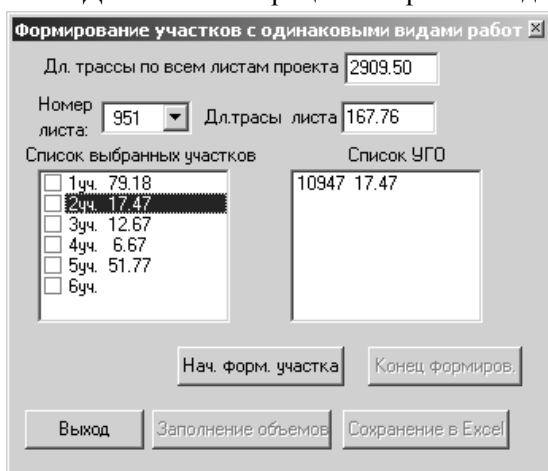 Формирование участков с одинаковыми видами работ
Дл. трассы по всем листам проекта 2909.50
Номер листа: 951 Дл.трасы листа 167.76
Список выбранных участков Список УГО
1уч. 79.18 10947 17.47
2уч. 17.47
3уч. 12.67
4уч. 6.67
5уч. 51.77
6уч.
Нач. форм. участка Конец формиров.
Выход Заполнение объемов Сохранение в Excel